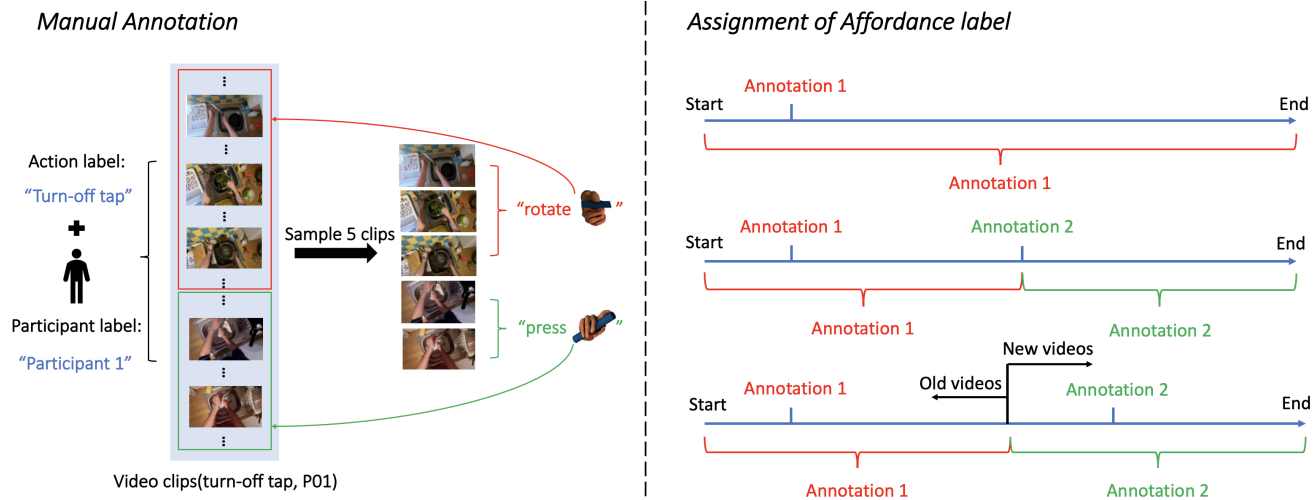 Manual Annotation
Action label:
“Turn-off tap”
Participant label:
“Participant 1”
Sample 5 clips
“rotate ”
“press ”
Video clips(turn-off tap, P01)
Assignment of Affordance label
Annotation 1
Start
End
Annotation 1
Annotation 1
Annotation 2
Start
End
Annotation 1
Annotation 2
New videos
Old videos
Annotation 1
Annotation 2
Start
End
Annotation 1
Annotation 2